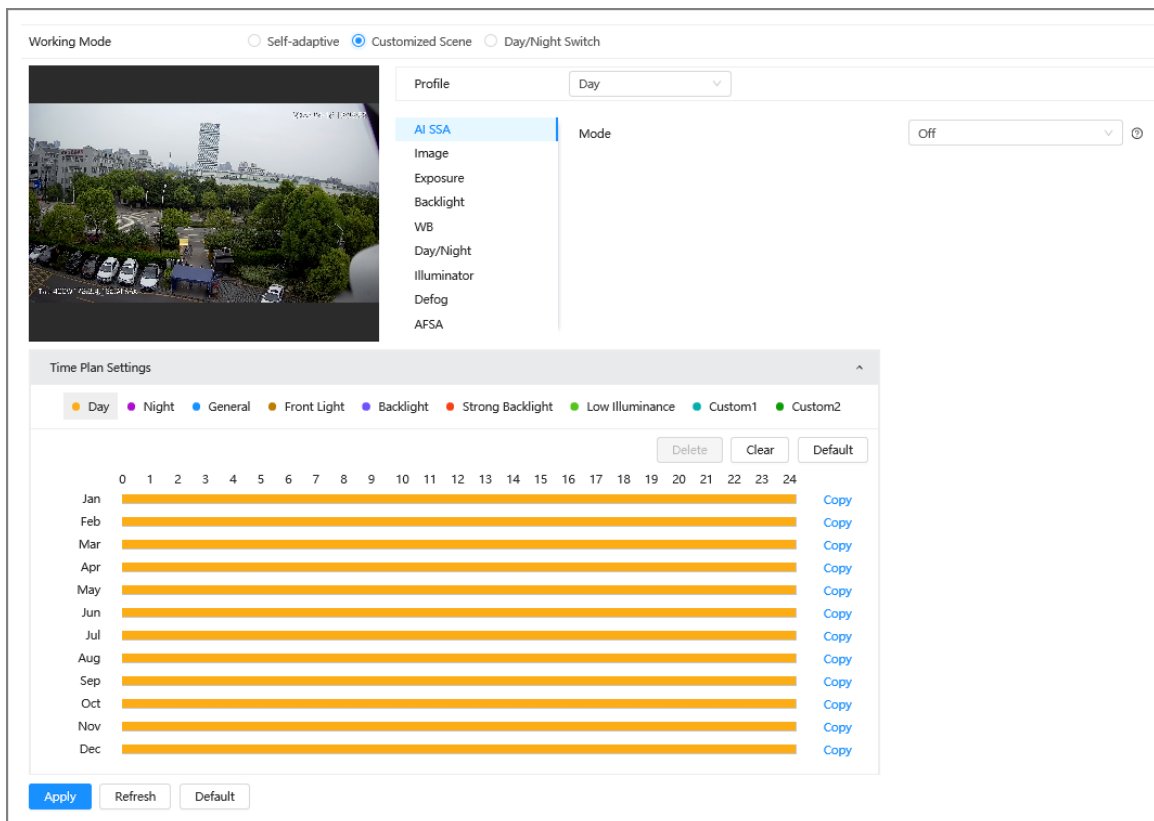 Working Mode Self-adaptive Customized Scene Day/Night Switch
Profile Day
AI SSA
Mode Off
Image
Exposure
Backlight
WB
Day/Night
Illuminator
Defog
AFSA
Time Plan Settings
Day Night General Front Light Backlight Strong Backlight Low Illuminance Custom1 Custom2
Delete Clear Default
0 1 2 3 4 5 6 7 8 9 10 11 12 13 14 15 16 17 18 19 20 21 22 23 24
Jan Copy
Feb Copy
Mar Copy
Apr Copy
May Copy
Jun Copy
Jul Copy
Aug Copy
Sep Copy
Oct Copy
Nov Copy
Dec Copy
Apply Refresh Default